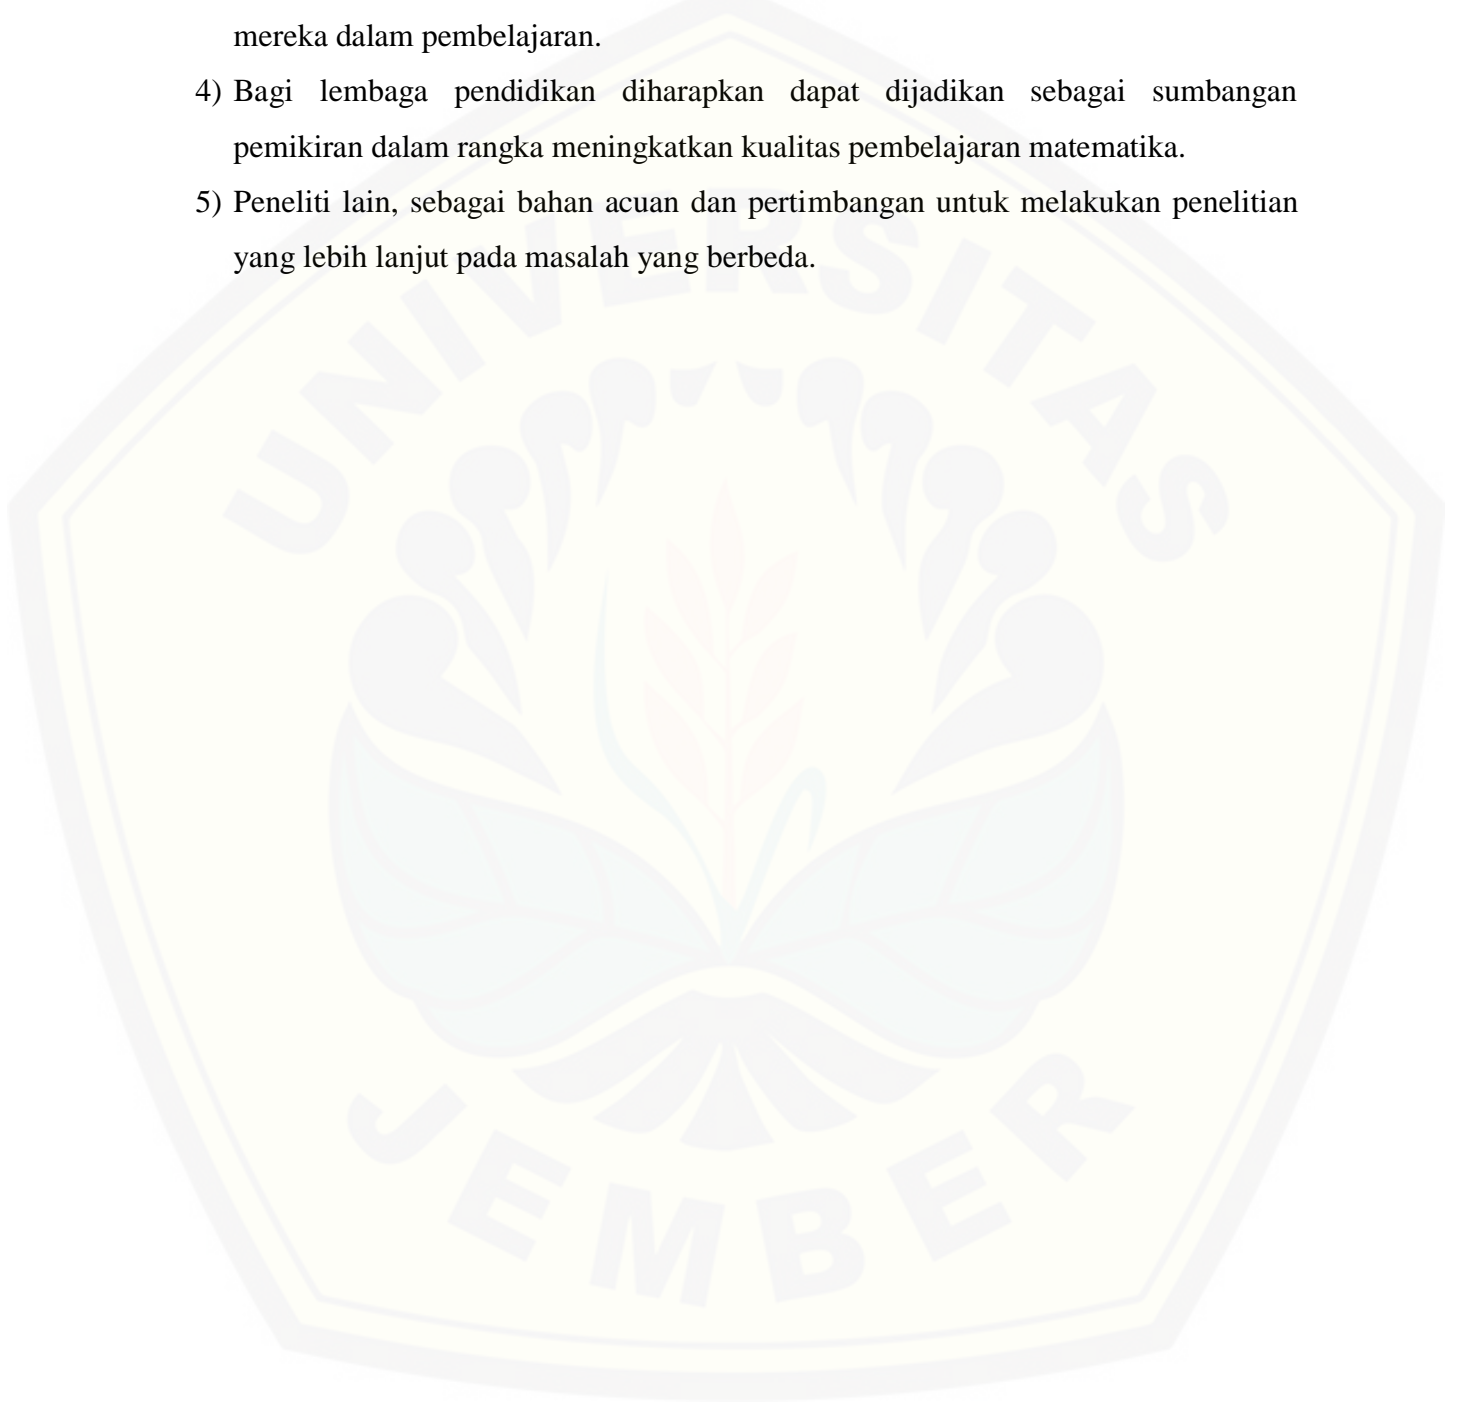 mereka dalam pembelajaran.
4) Bagi lembaga pendidikan diharapkan dapat dijadikan sebagai sumbangan
pemikiran dalam rangka meningkatkan kualitas pembelajaran matematika.
5) Peneliti lain, sebagai bahan acuan dan pertimbangan untuk melakukan penelitian
yang lebih lanjut pada masalah yang berbeda.
UNIVERSITAS
JEMBER